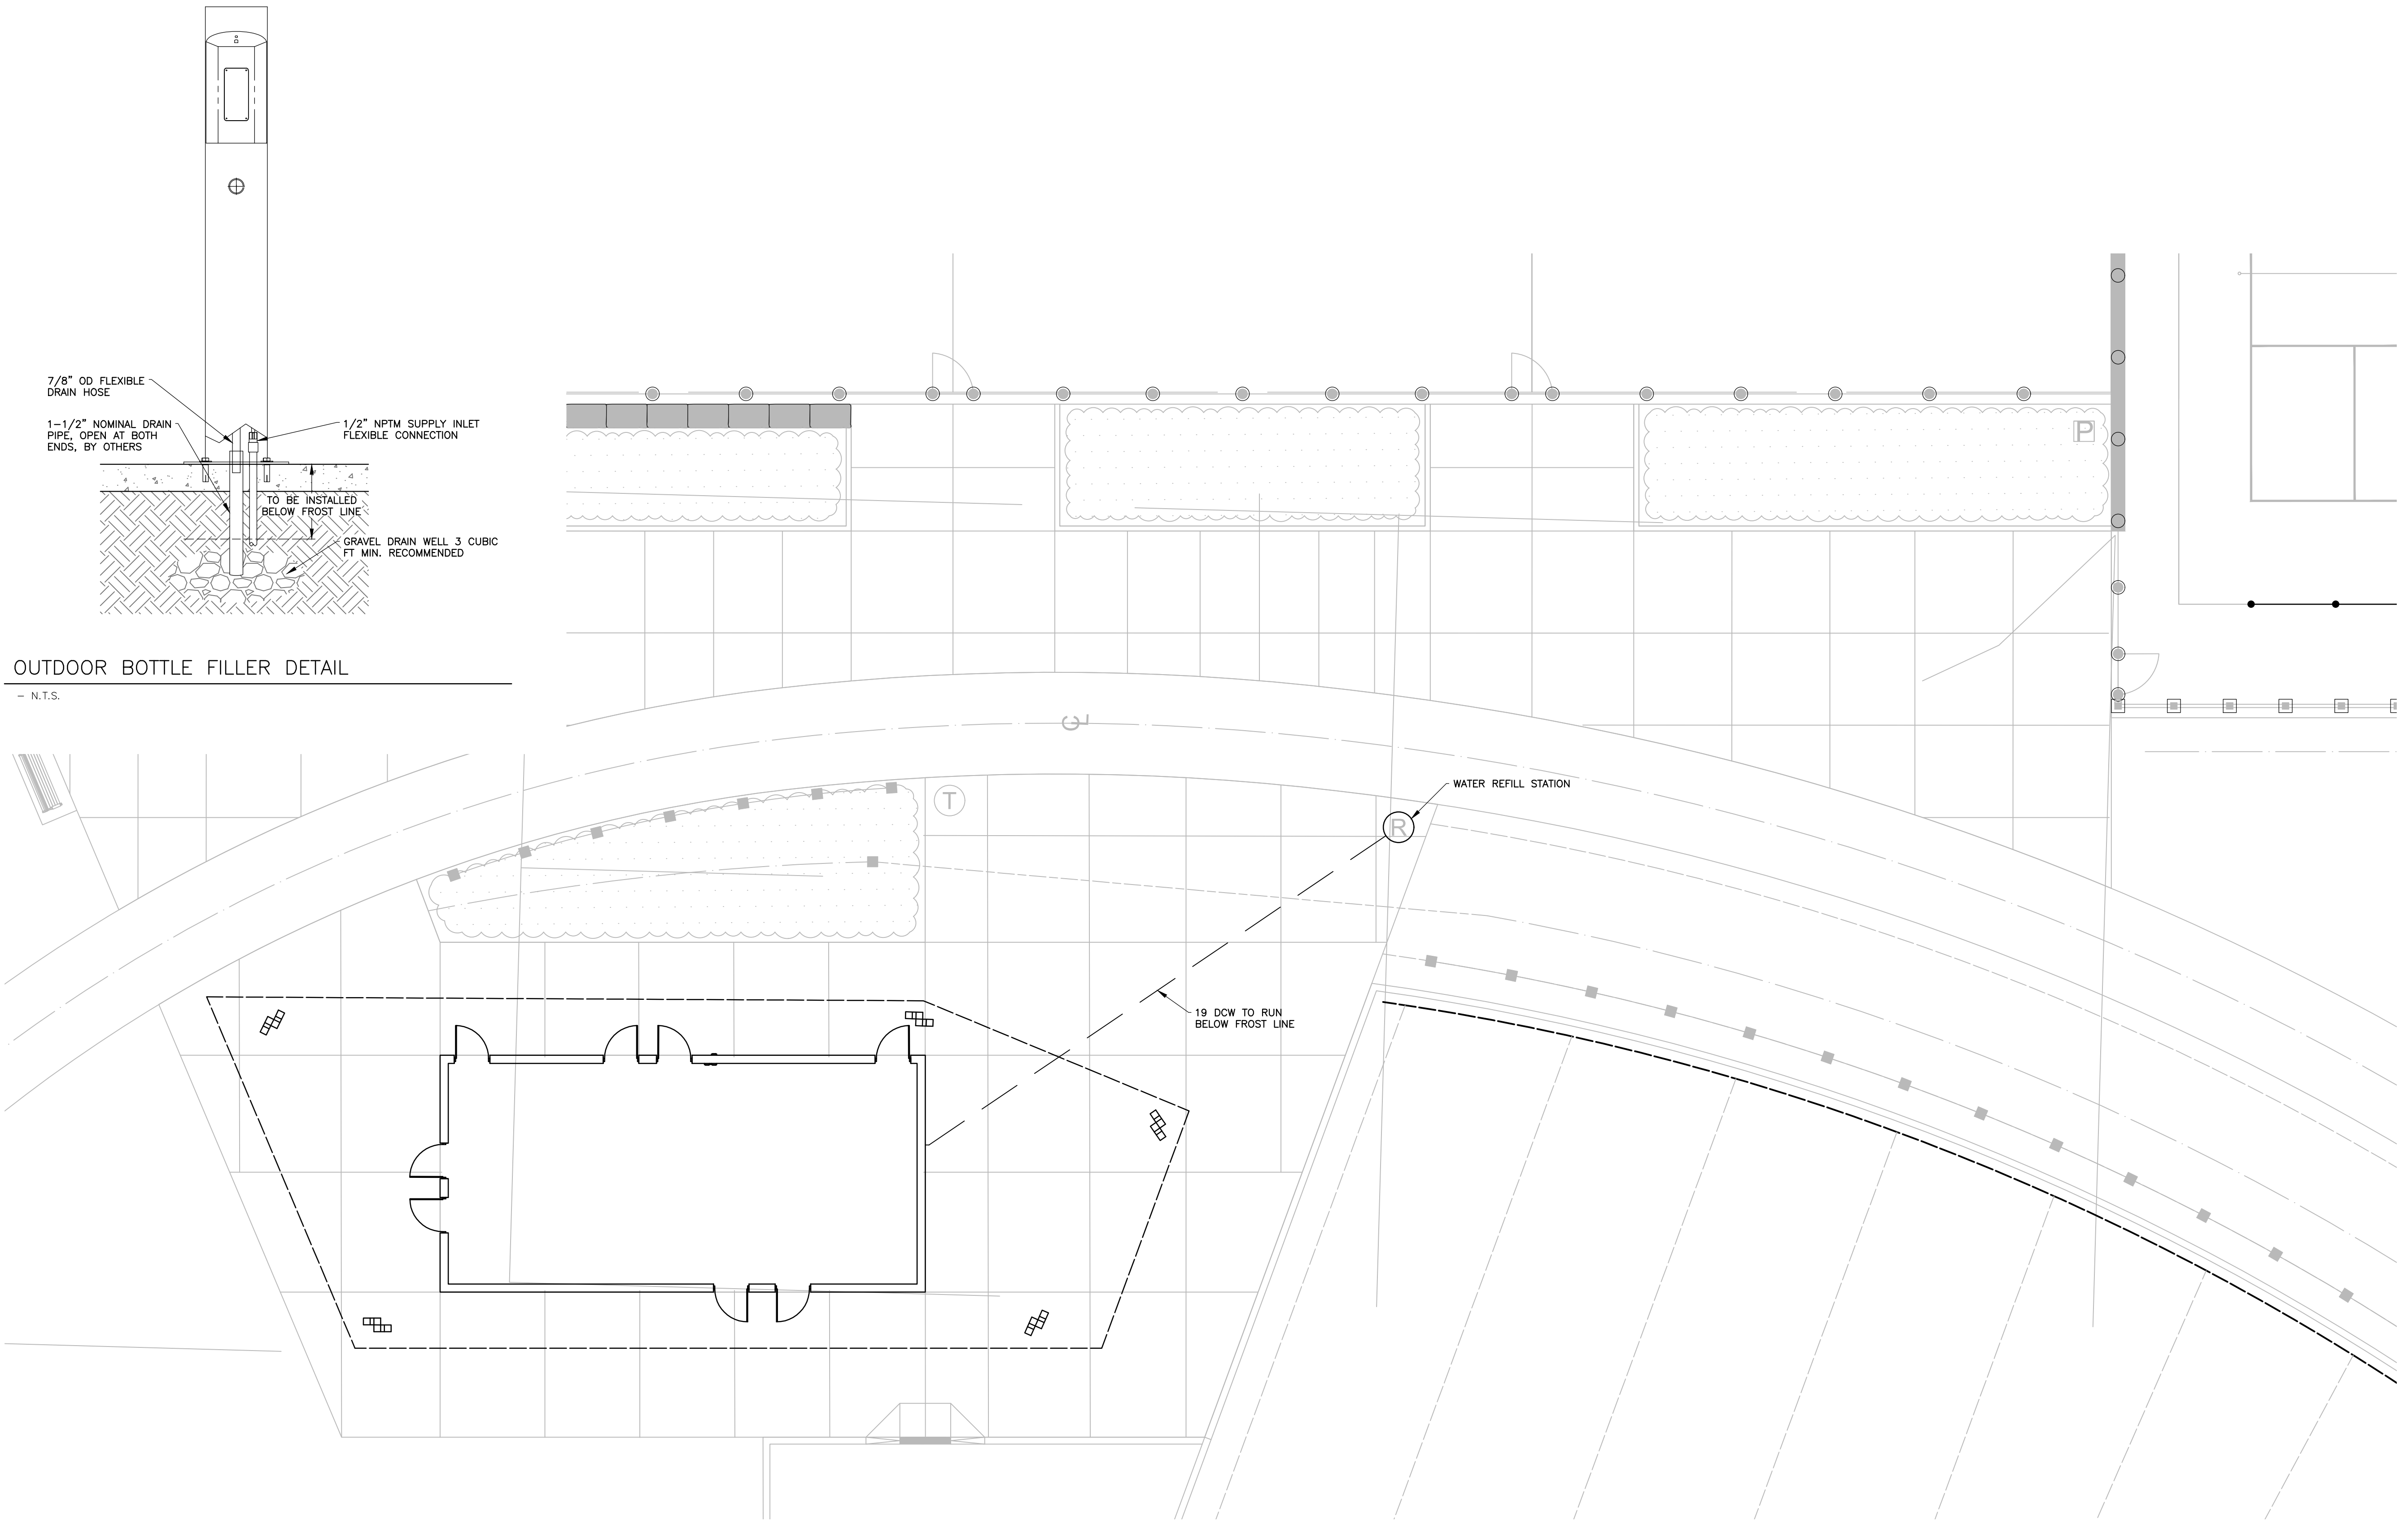 7/8" OD FLEXIBLE
DRAIN HOSE
1-1/2" NOMINAL DRAIN
PIPE, OPEN AT BOTH
ENDS, BY OTHERS
1/2" NPTM SUPPLY INLET
FLEXIBLE CONNECTION
TO BE INSTALLED
BELOW FROST LINE
GRAVEL DRAIN WELL 3 CUBIC
FT MIN. RECOMMENDED
OUTDOOR BOTTLE FILLER DETAIL
- N.T.S.
P
T
R
WATER REFILL STATION
19 DCW TO RUN
BELOW FROST LINE